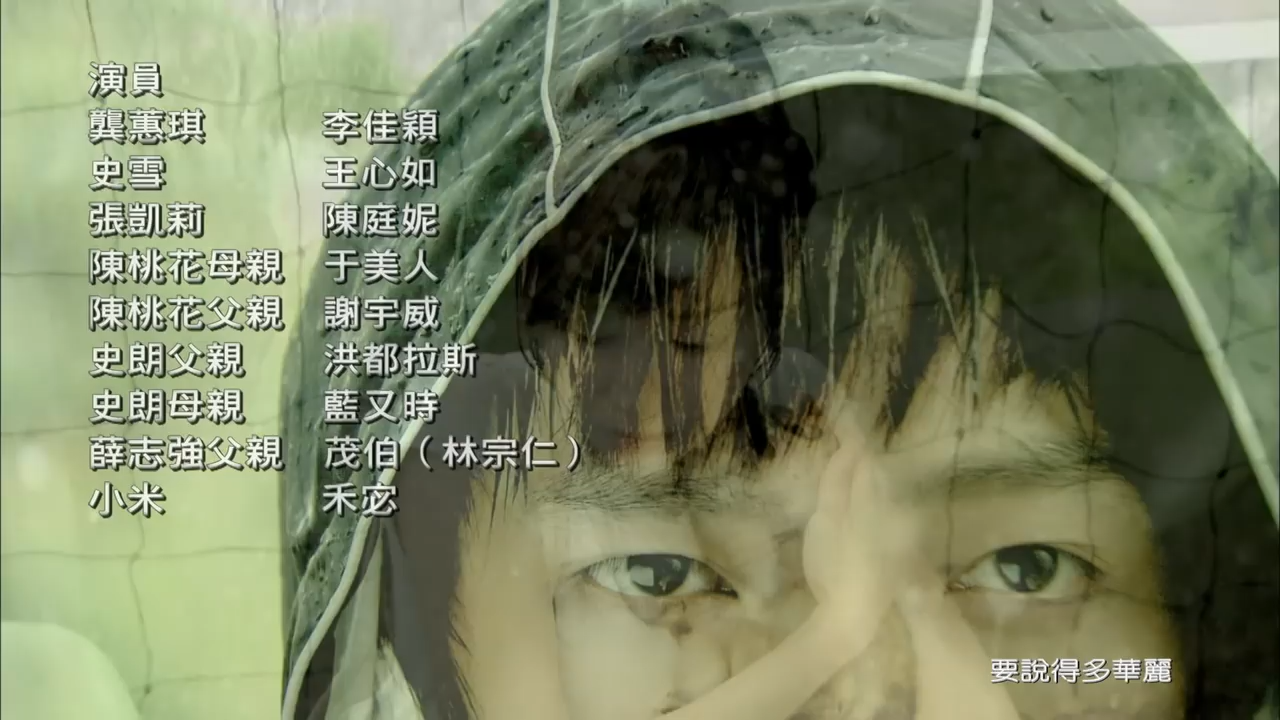 演員
龔蕙琪 李佳穎
史雪 王心如
張凱莉 陳庭妮
陳桃花母親 于美人
陳桃花父親 謝宇威
史朗父親 洪都拉斯
史朗母親 藍又時
薛志強父親 茂伯（林宗仁）
小米 禾宓
要說得多華麗